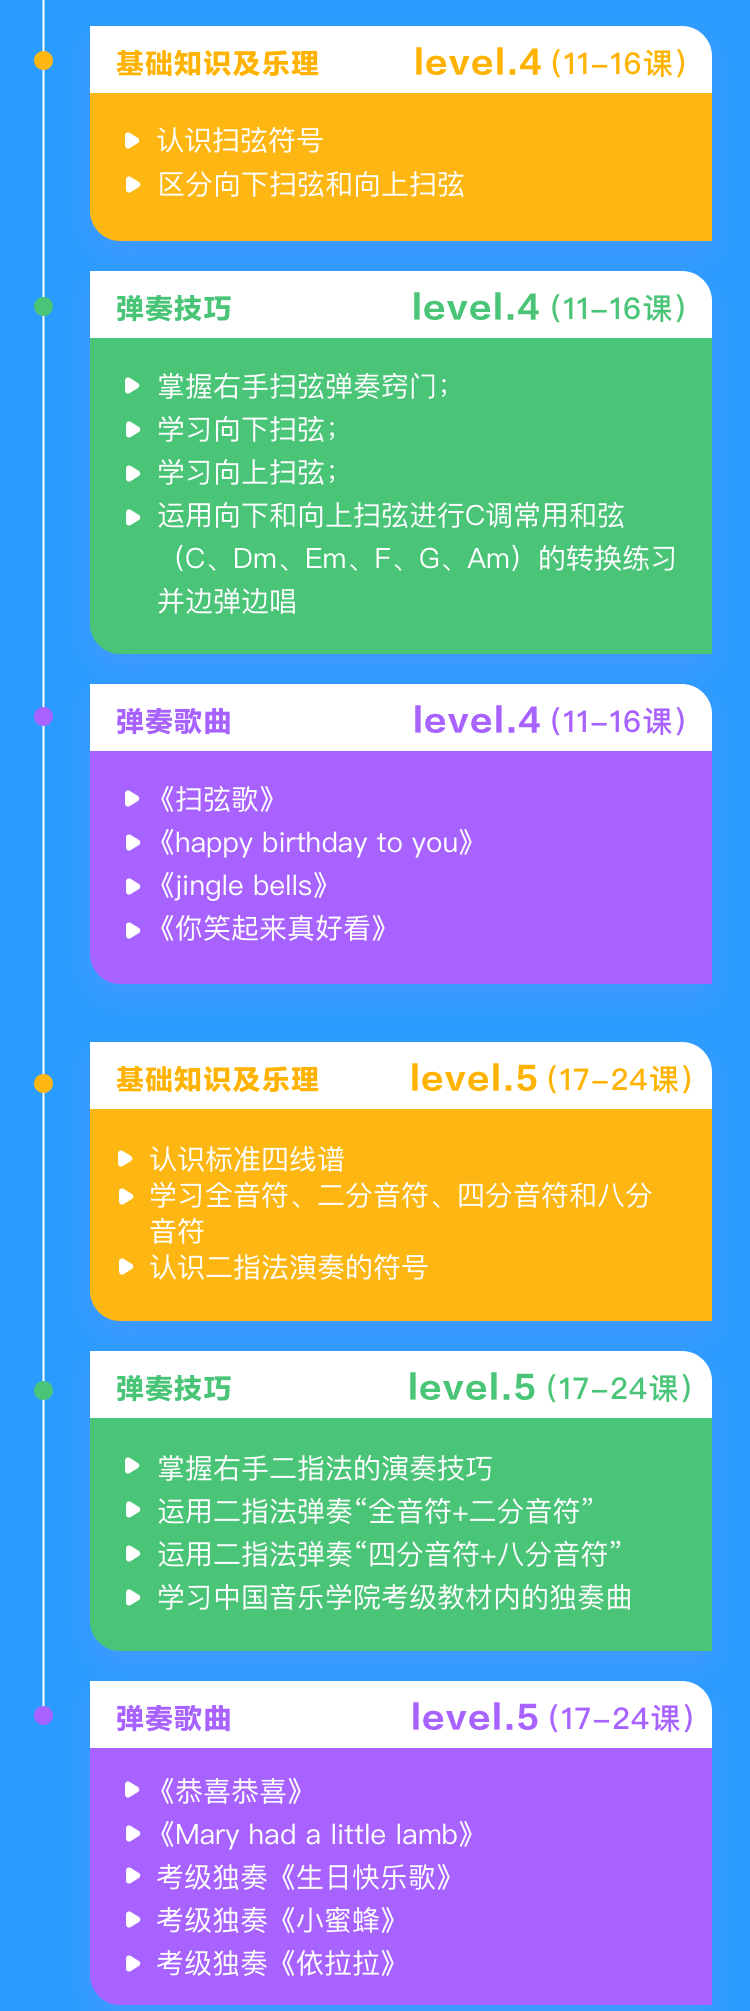 基础知识及乐理 level.4 (11-16课)
认识扫弦符号
区分向下扫弦和向上扫弦
弹奏技巧 level.4 (11-16课)
掌握右手扫弦弹奏窍门；
学习向下扫弦；
学习向上扫弦；
运用向下和向上扫弦进行C调常用和弦
（C、Dm、Em、F、G、Am）的转换练习
并边弹边唱
弹奏歌曲 level.4 (11-16课)
《扫弦歌》
《happy birthday to you》
《jingle bells》
《你笑起来真好看》
基础知识及乐理 level.5 (17-24课)
认识标准四线谱
学习全音符、二分音符、四分音符和八分
音符
认识二指法演奏的符号
弹奏技巧 level.5 (17-24课)
掌握右手二指法的演奏技巧
运用二指法弹奏“全音符+二分音符”
运用二指法弹奏“四分音符+八分音符”
学习中国音乐学院考级教材内的独奏曲
弹奏歌曲 level.5 (17-24课)
《恭喜恭喜》
《Mary had a little lamb》
考级独奏《生日快乐歌》
考级独奏《小蜜蜂》
考级独奏《依拉拉》